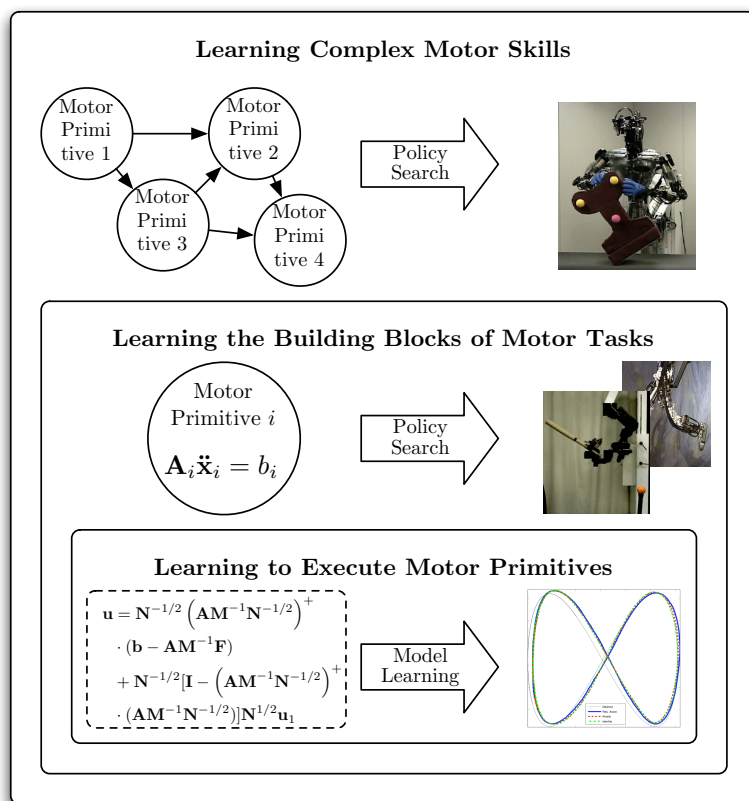 Learning Complex Motor Skills
Motor
Primi
tive 1
Motor
Primi
tive 2
Motor
Primi
tive 3
Motor
Primi
tive 4
Policy
Search
Learning the Building Blocks of Motor Tasks
Motor
Primitive i
A_i ẍ_i = b_i
Policy
Search
Learning to Execute Motor Primitives
u = N^{−1/2} (AM^{−1}N^{−1/2})^+
· (b − AM^{−1}F)
+ N^{−1/2}[I − (AM^{−1}N^{−1/2})^+
· (AM^{−1}N^{−1/2})]N^{1/2}u_1
Model
Learning